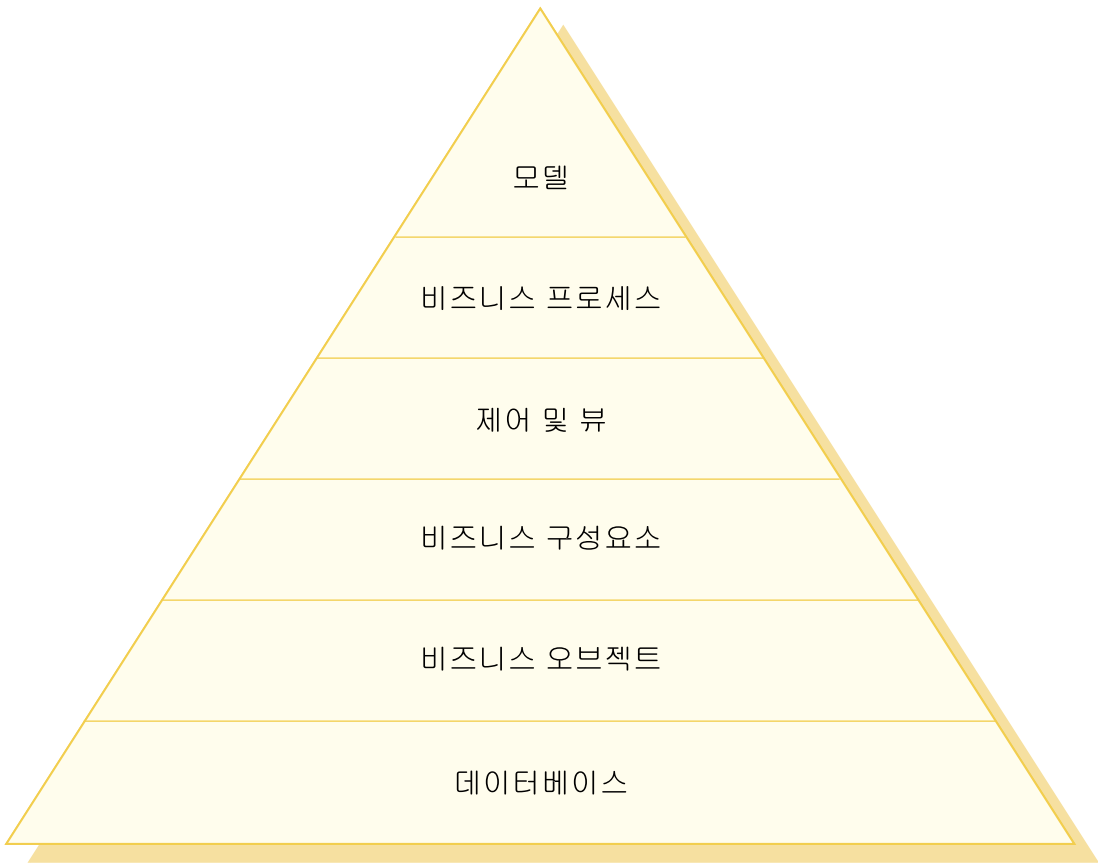 모델
비즈니스 프로세스
제어 및 뷰
비즈니스 구성요소
비즈니스 오브젝트
데이터베이스